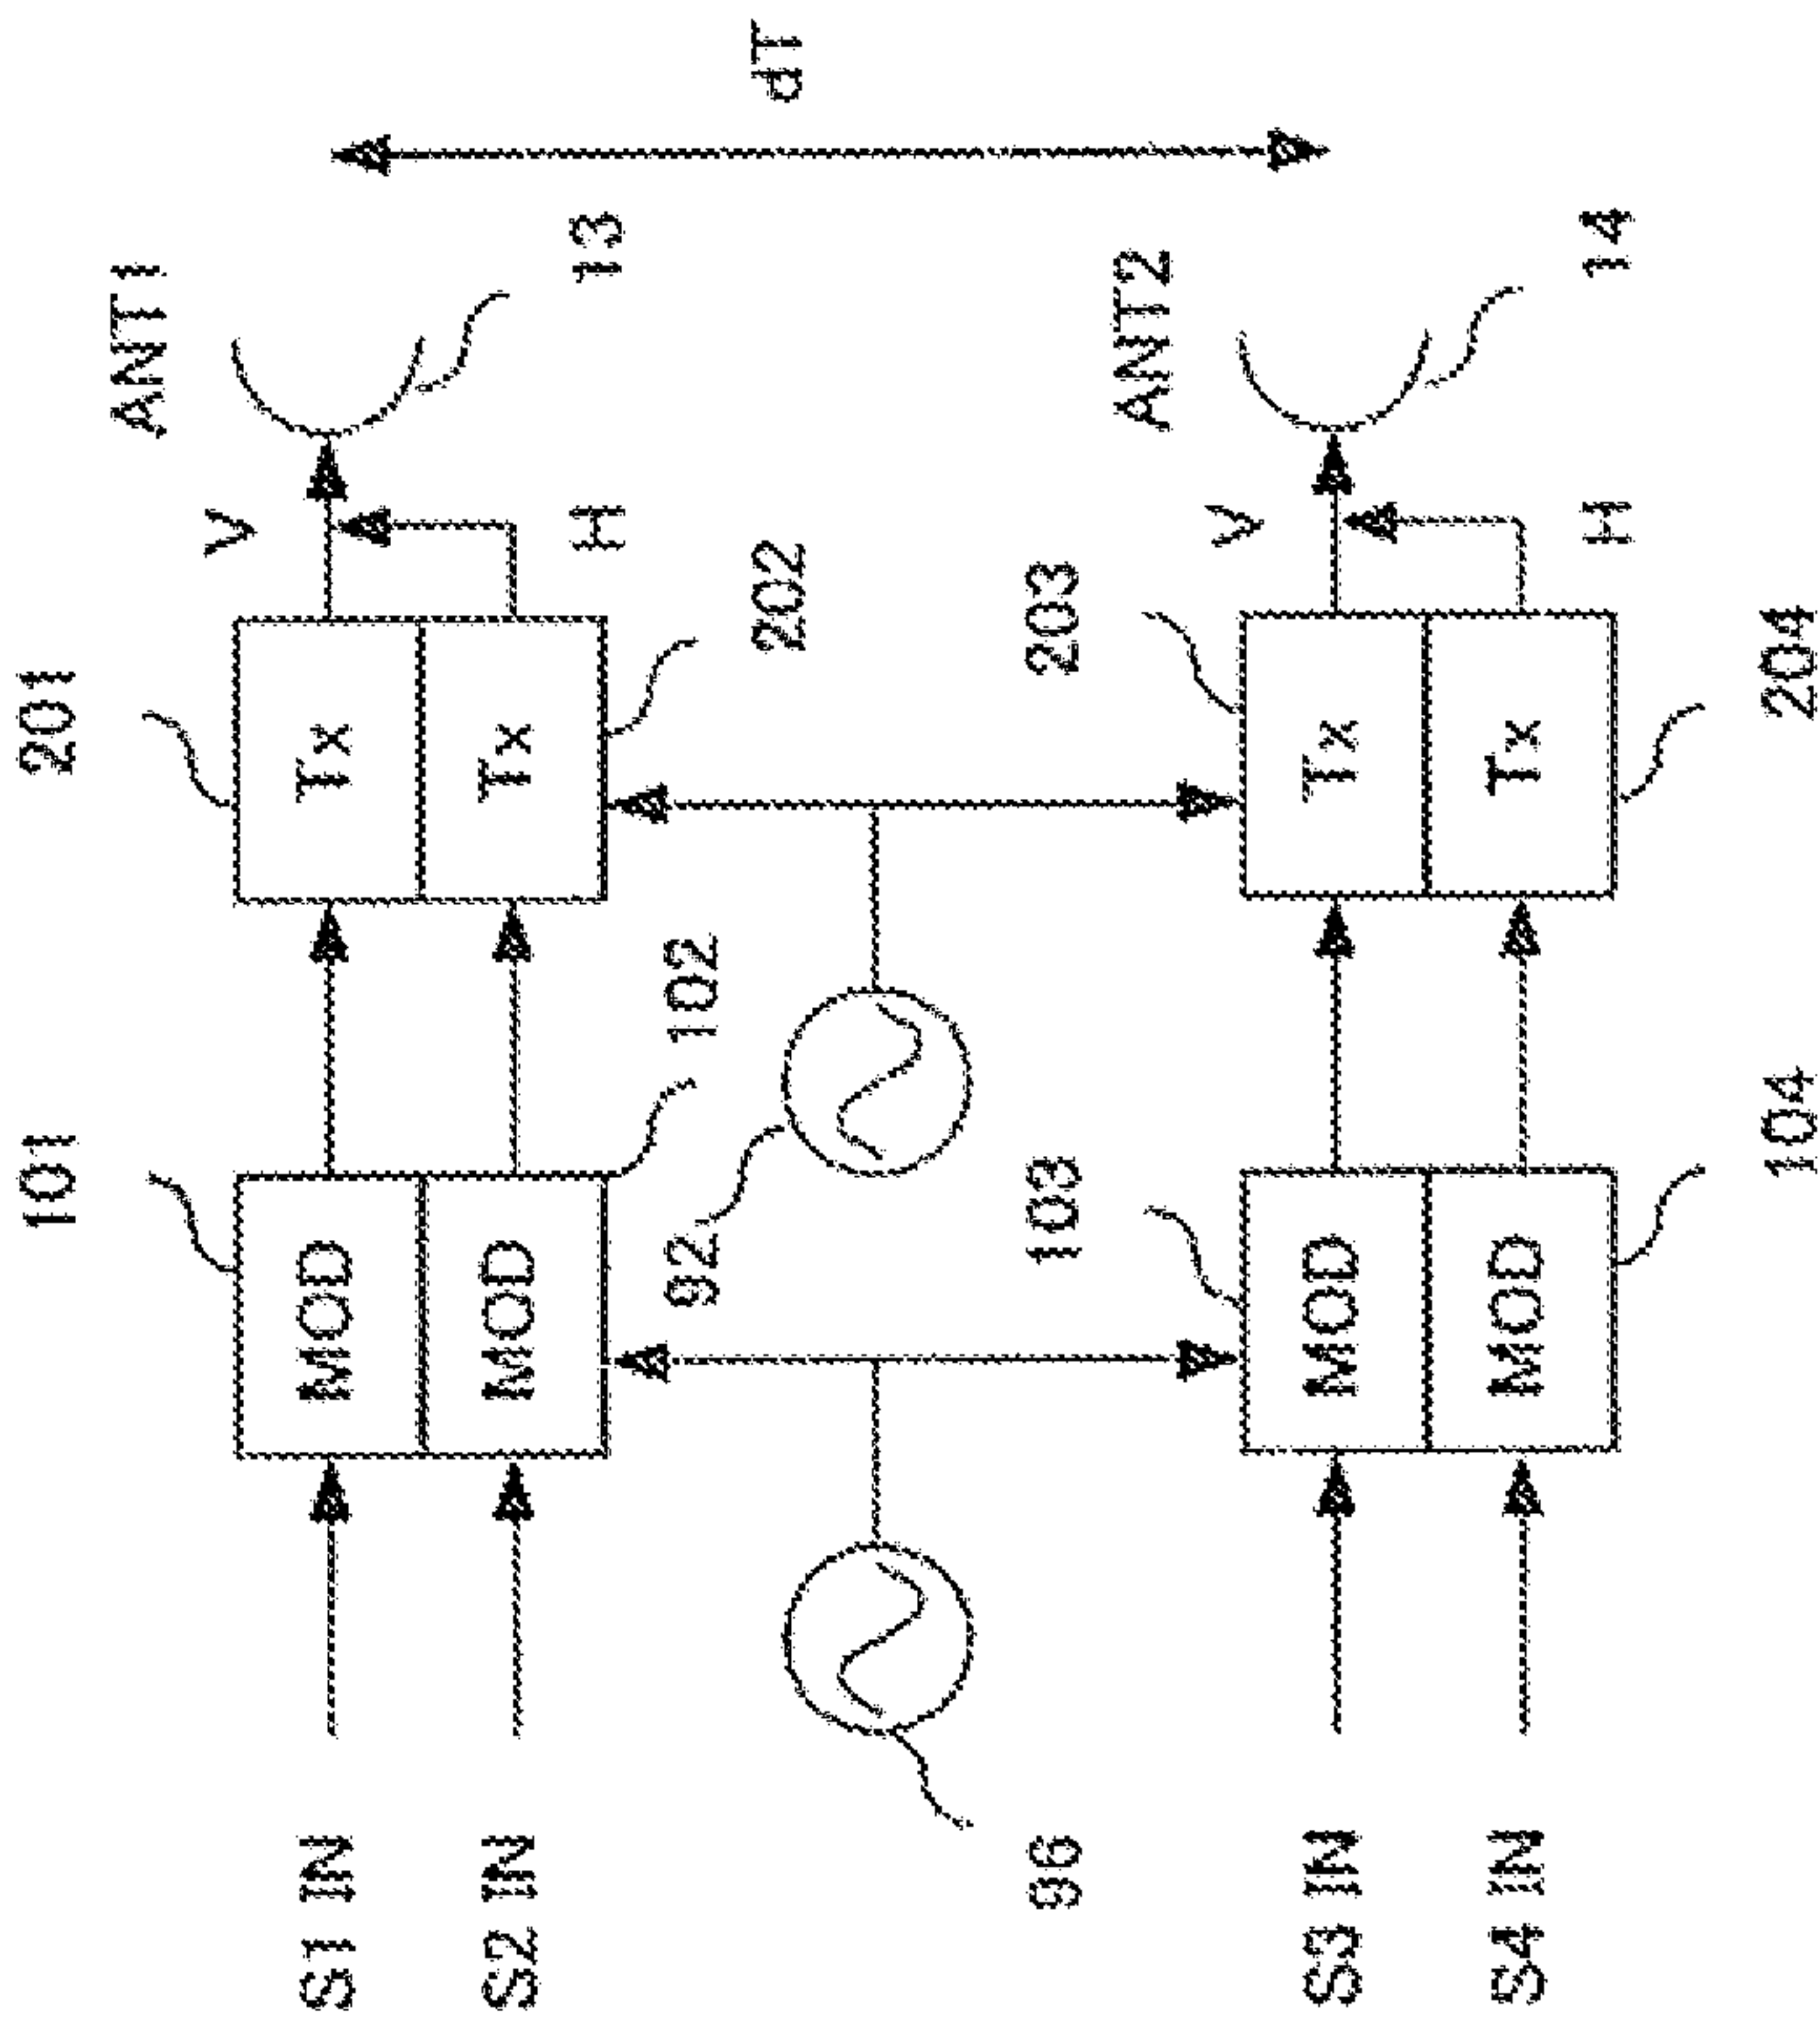 101
201
ANT1
S1 IN
MOD
Tx
V
S2 IN
MOD
Tx
H
13
102
202
92
dT
96
103
203
ANT2
S3 IN
MOD
Tx
V
S4 IN
MOD
Tx
H
14
104
204